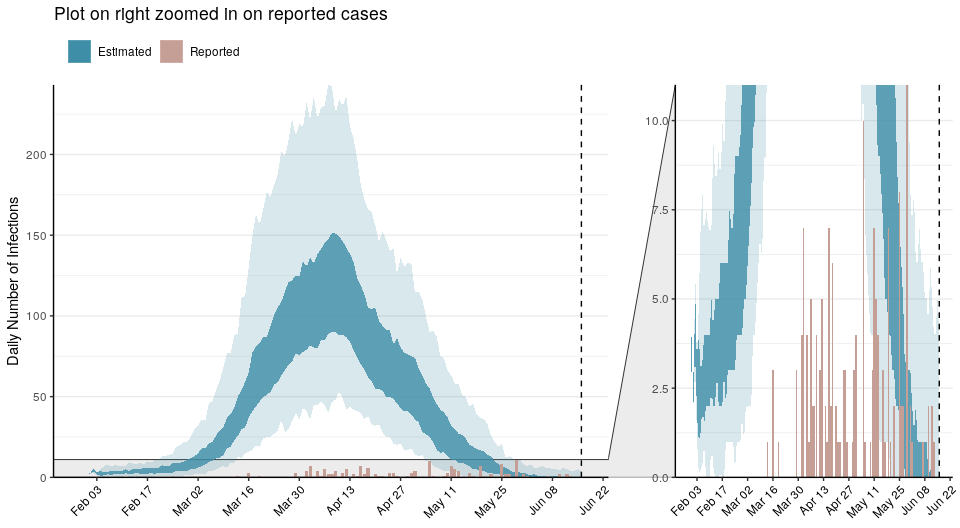 Plot on right zoomed in on reported cases
Estimated Reported
Daily Number of Infections
200
150
100
50
0
Feb 03 Feb 17 Mar 02 Mar 16 Mar 30 Apr 13 Apr 27 May 11 May 25 Jun 08 Jun 22
10.0
7.5
5.0
2.5
0.0
Feb 03 Feb 17 Mar 02 Mar 16 Mar 30 Apr 13 Apr 27 May 11 May 25 Jun 08 Jun 22